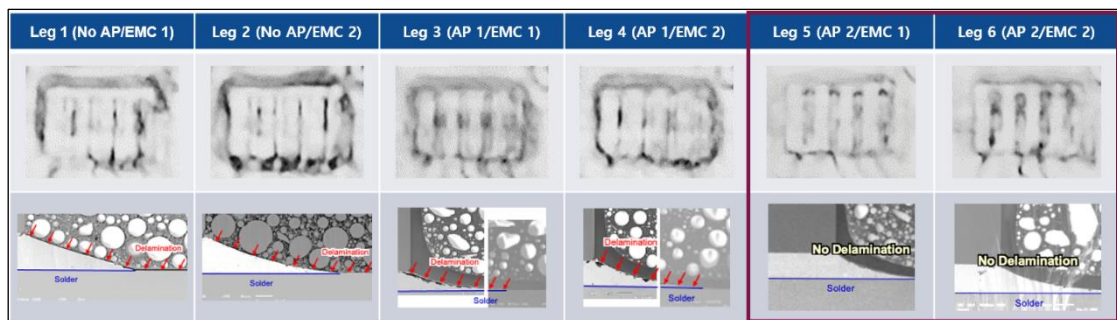 Leg 1 (No AP/EMC 1)
Leg 2 (No AP/EMC 2)
Leg 3 (AP 1/EMC 1)
Leg 4 (AP 1/EMC 2)
Leg 5 (AP 2/EMC 1)
Leg 6 (AP 2/EMC 2)
Delamination
Solder
Delamination
Solder
Delamination
Solder
Delamination
Solder
No Delamination
Solder
No Delamination
Solder